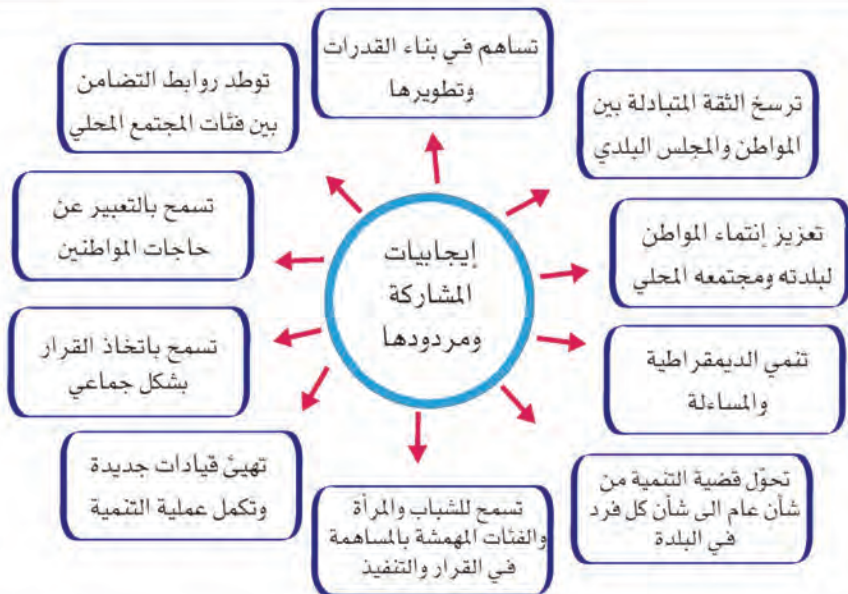 تساهم في بناء القدرات
وتطويرها
ترسخ الثقة المتبادلة بين
المواطن والمجلس البلدي
تعزيز إنتماء المواطن
لبلدته ومجتمعه المحلي
تنمي الديمقراطية
والمساءلة
تحوّل قضية التنمية من
شأن عام الى شأن كل فرد
في البلدة
تسمح للشباب والمرأة
والفئات المهمشة بالمساهمة
في القرار والتنفيذ
تهيئ قيادات جديدة
وتكمل عملية التنمية
تسمح باتخاذ القرار
بشكل جماعي
تسمح بالتعبير عن
حاجات المواطنين
توطد روابط التضامن
بين فئات المجتمع المحلي
إيجابيات
المشاركة
ومردودها